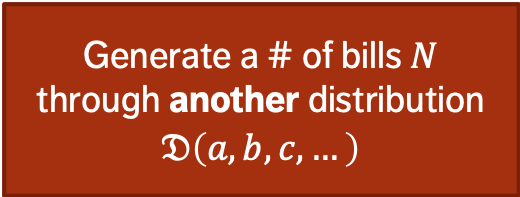 Generate a # of bills 𝑁
through another distribution
𝔇(𝑎, 𝑏, 𝑐, … )